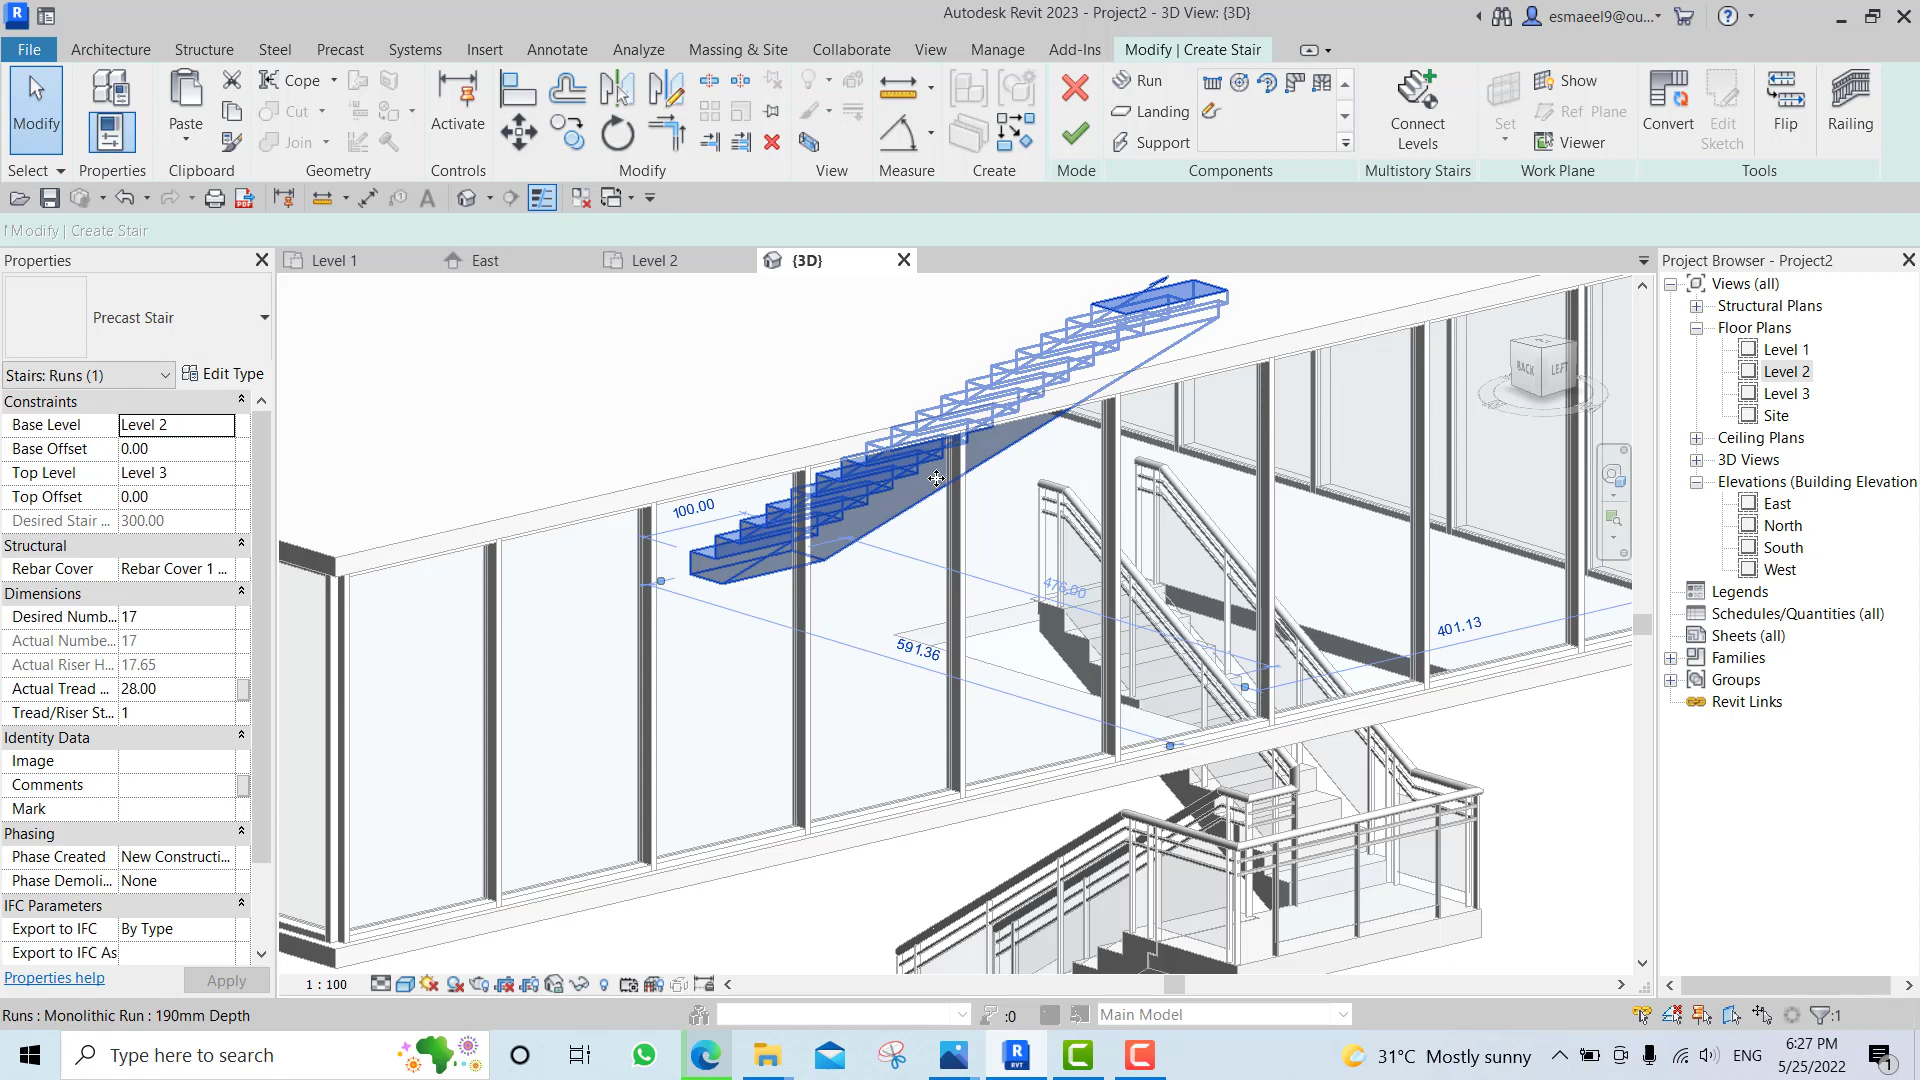 Autodesk Revit 2023 - Project2 - 3D View: {3D}
esmaeel9@ou...
File
Architecture
Structure
Steel
Precast
Systems
Insert
Annotate
Analyze
Massing & Site
Collaborate
View
Manage
Add-Ins
Modify | Create Stair
Modify
Paste
Cope
Cut
Join
Activate
Run
Landing
Support
Connect
Levels
Set
Show
Ref Plane
Viewer
Convert
Edit
Sketch
Flip
Railing
Select
Properties
Clipboard
Geometry
Controls
Modify
View
Measure
Create
Mode
Components
Multistory Stairs
Work Plane
Tools
Modify | Create Stair
Properties
Level 1
East
Level 2
{3D}
Project Browser - Project2
Precast Stair
Stairs: Runs (1)
Edit Type
Constraints
Base Level Level 2
Base Offset 0.00
Top Level Level 3
Top Offset 0.00
Desired Stair ... 300.00
Structural
Rebar Cover Rebar Cover 1 ...
Dimensions
Desired Numb... 17
Actual Numbe... 17
Actual Riser H... 17.65
Actual Tread ... 28.00
Tread/Riser St... 1
Identity Data
Image
Comments
Mark
Phasing
Phase Created New Constructi...
Phase Demoli... None
IFC Parameters
Export to IFC By Type
Export to IFC As
Properties help
Apply
100.00
476.00
591.36
401.13
BACK
LEFT
Views (all)
Structural Plans
Floor Plans
Level 1
Level 2
Level 3
Site
Ceiling Plans
3D Views
Elevations (Building Elevation
East
North
South
West
Legends
Schedules/Quantities (all)
Sheets (all)
Families
Groups
Revit Links
1 : 100
Runs : Monolithic Run : 190mm Depth
:0
Main Model
:1
Type here to search
31°C Mostly sunny
ENG
6:27 PM
5/25/2022
1